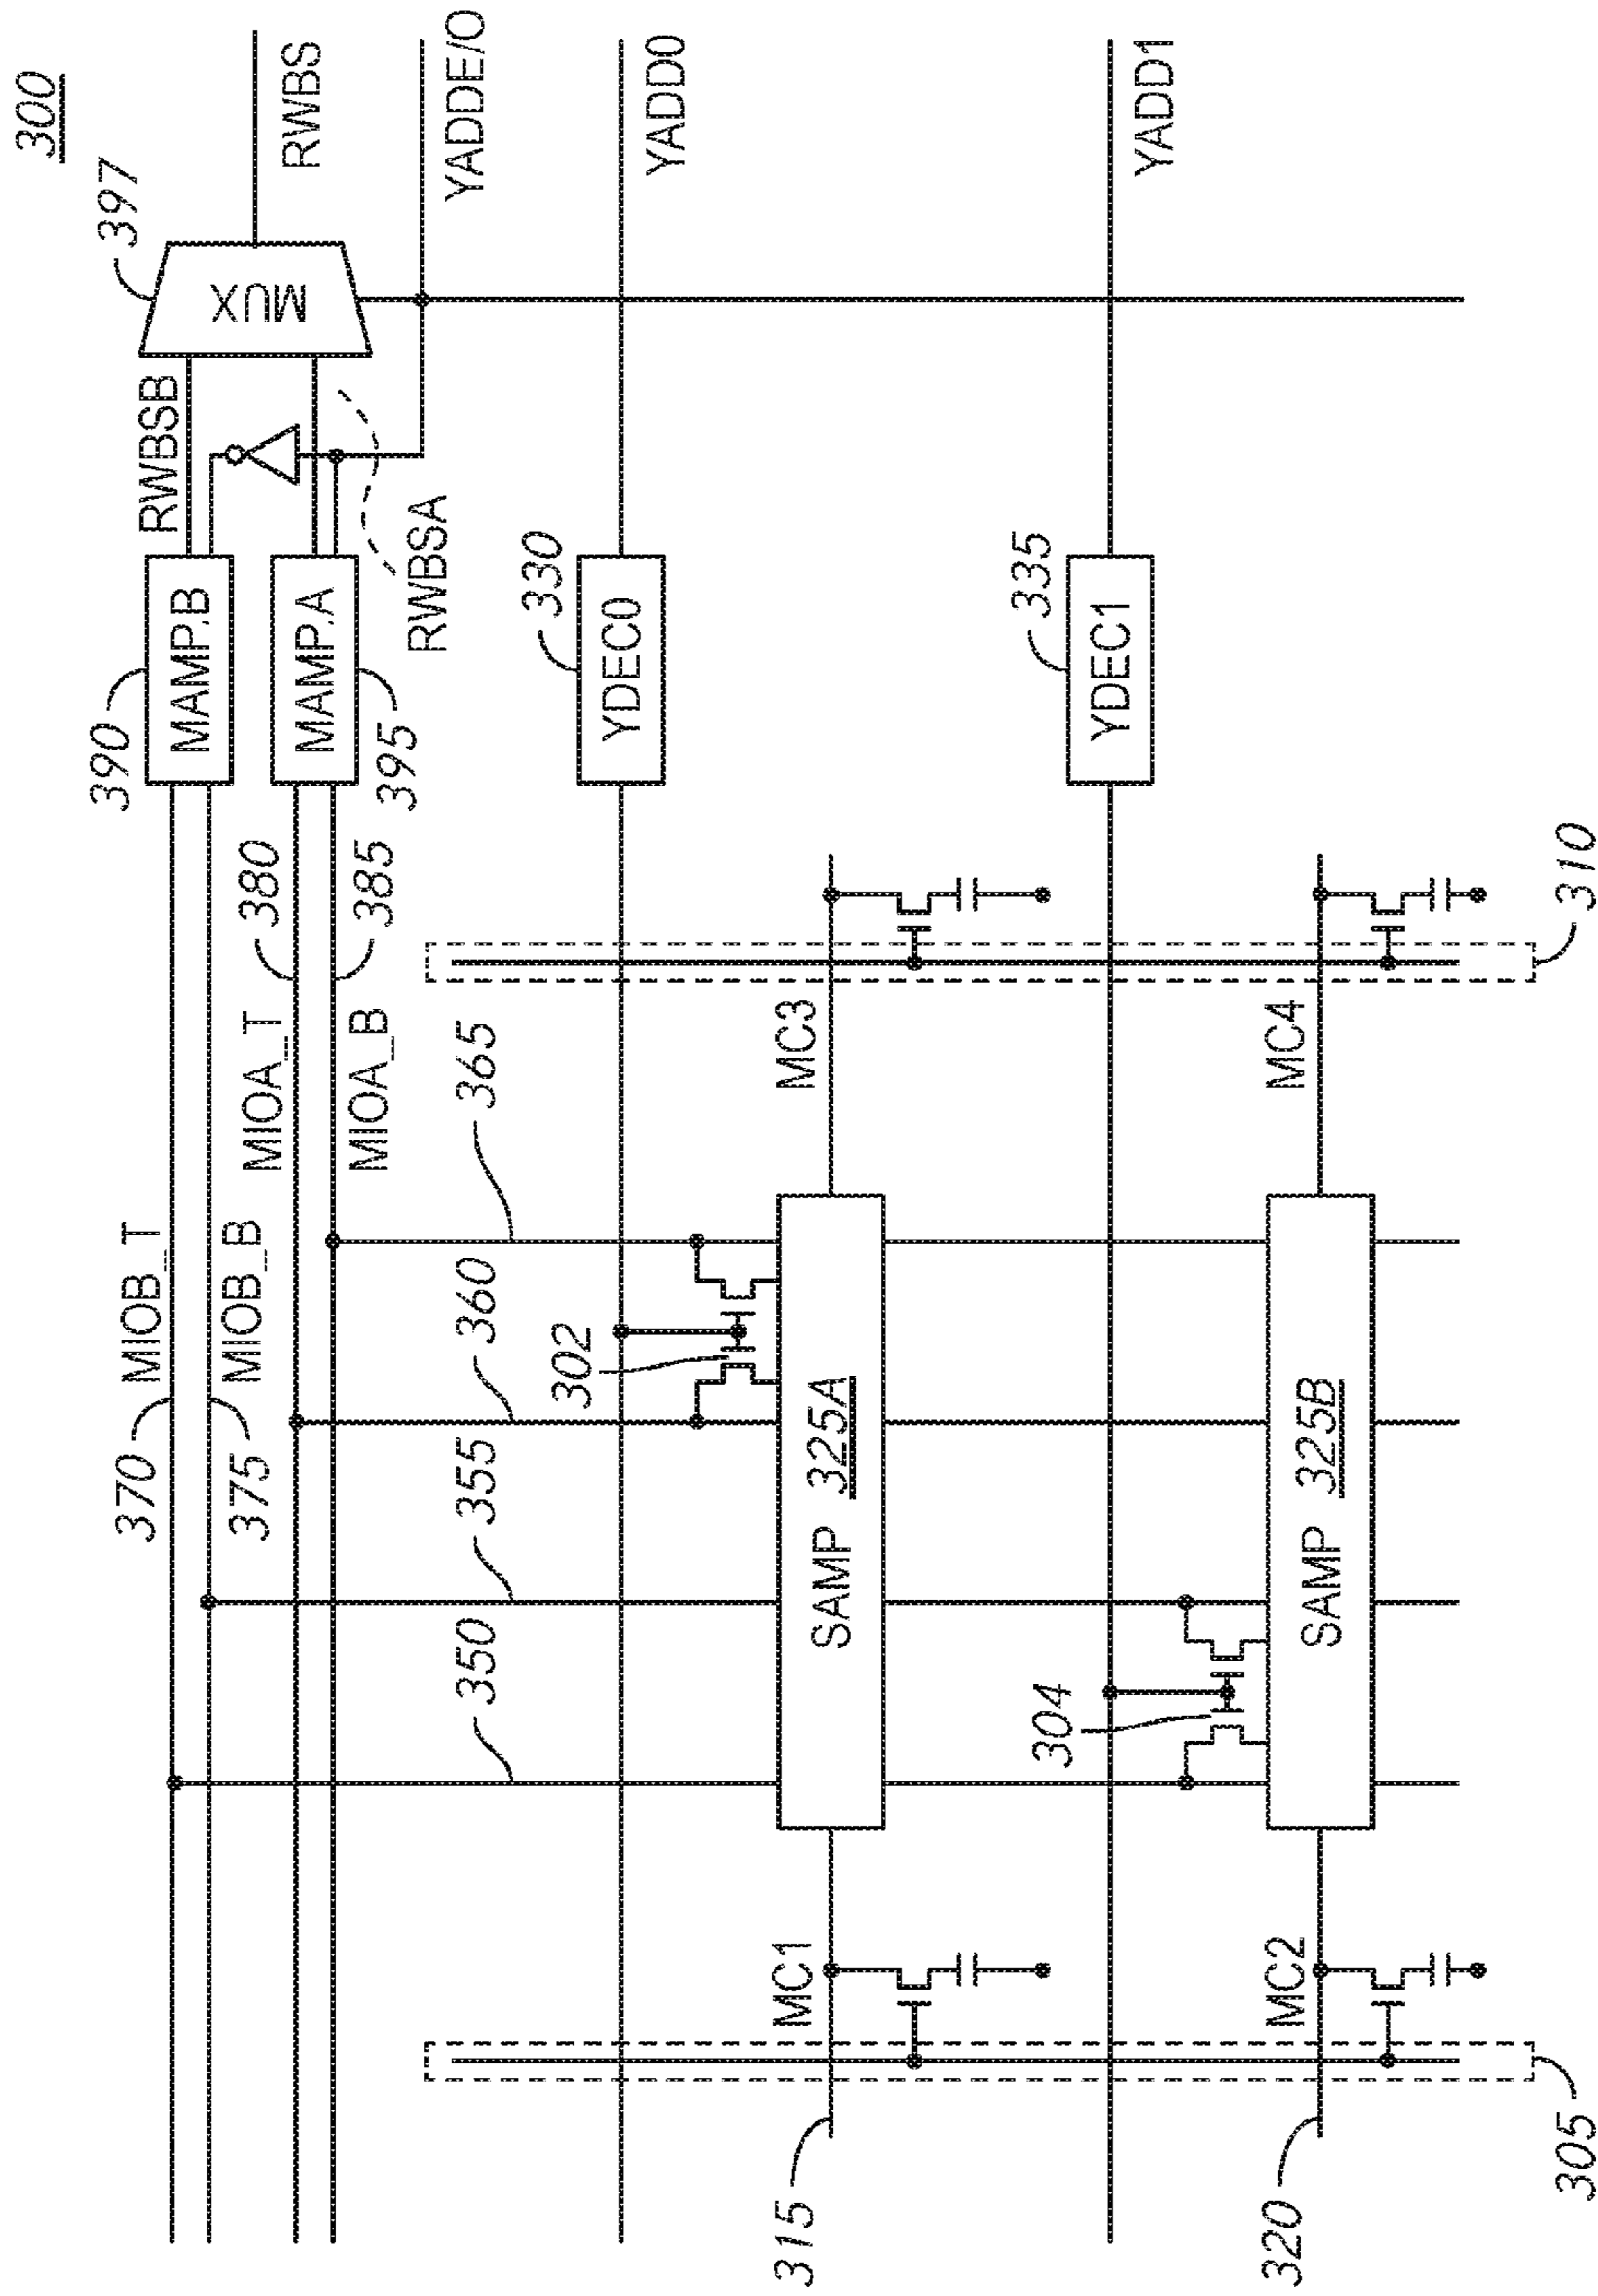 300
397
RWBS
MUX
YADDE/O
YADD0
YADD1
RWBSB
RWBSA
390
MAMP.B
MAMP.A
395
330
YDEC0
335
YDEC1
380
385
MIOA_T
MIOA_B
MIOB_T
MIOB_B
370
375
365
360
355
350
302
304
MC3
MC4
310
SAMP 325A
SAMP 325B
MC1
MC2
315
320
305